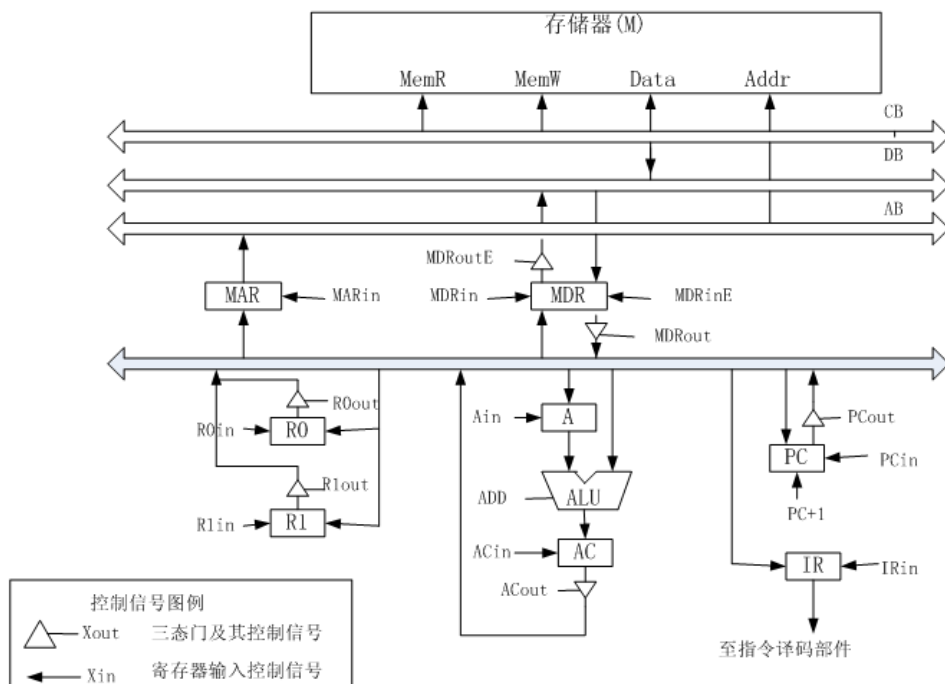 存储器(M)
MemR MemW Data Addr
CB
DB
AB
MDRoutE
MAR
MARin
MDRin
MDR
MDRinE
MDRout
R0out
R0in
R0
Ain
A
PCout
PC
PCin
R1out
ADD
ALU
PC+1
R1in
R1
ACin
AC
IR
IRin
ACout
控制信号图例
Xout 三态门及其控制信号
Xin 寄存器输入控制信号
至指令译码部件